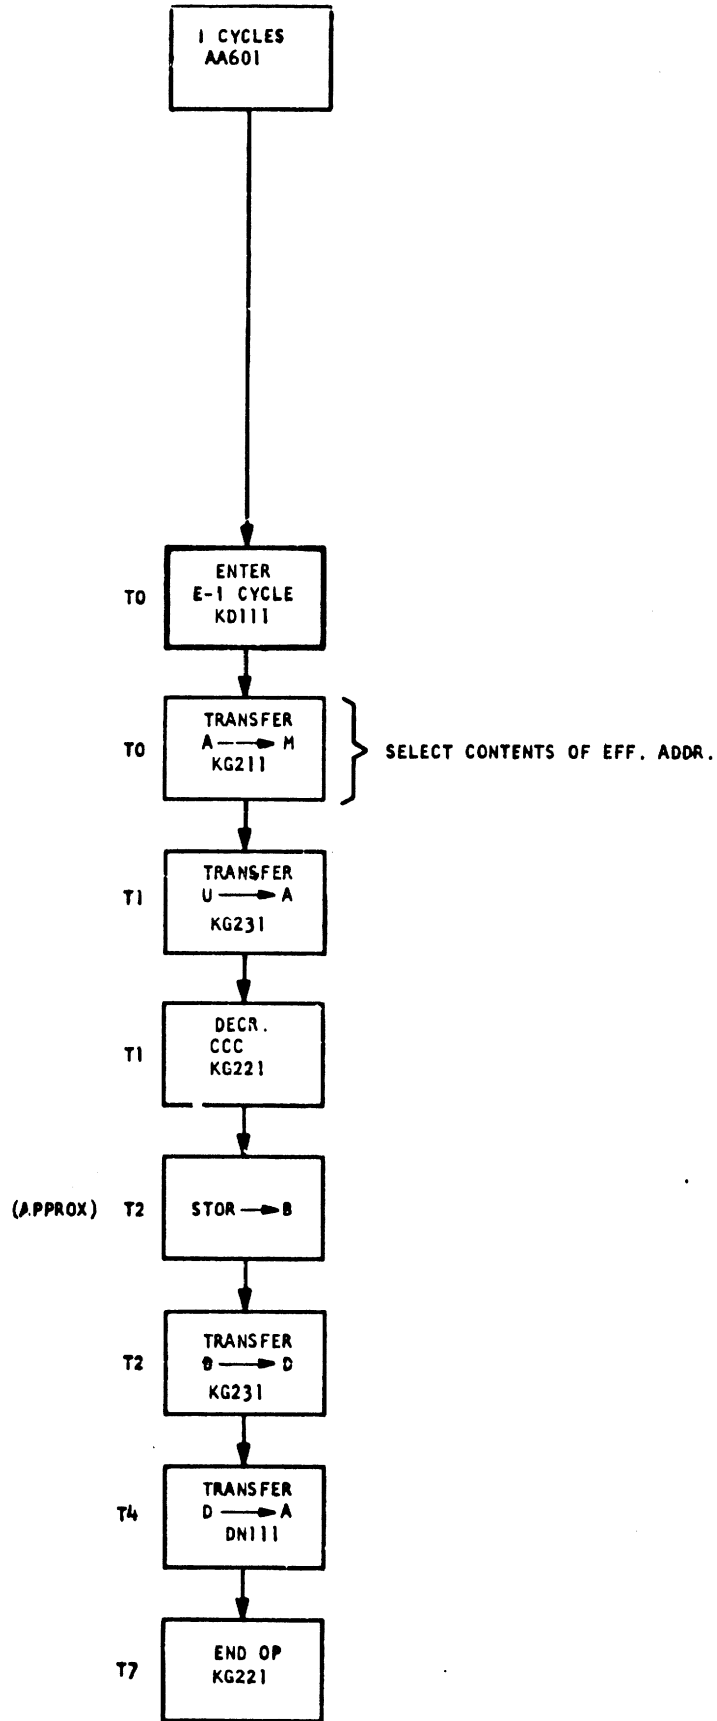 I CYCLES
AA601
T0
ENTER
E-1 CYCLE
KD111
T0
TRANSFER
A → M
KG211
SELECT CONTENTS OF EFF. ADDR.
T1
TRANSFER
U → A
KG231
T1
DECR.
CCC
KG221
(APPROX) T2
STOR → B
T2
TRANSFER
B → D
KG231
T4
TRANSFER
D → A
DN111
T7
END OP
KG221